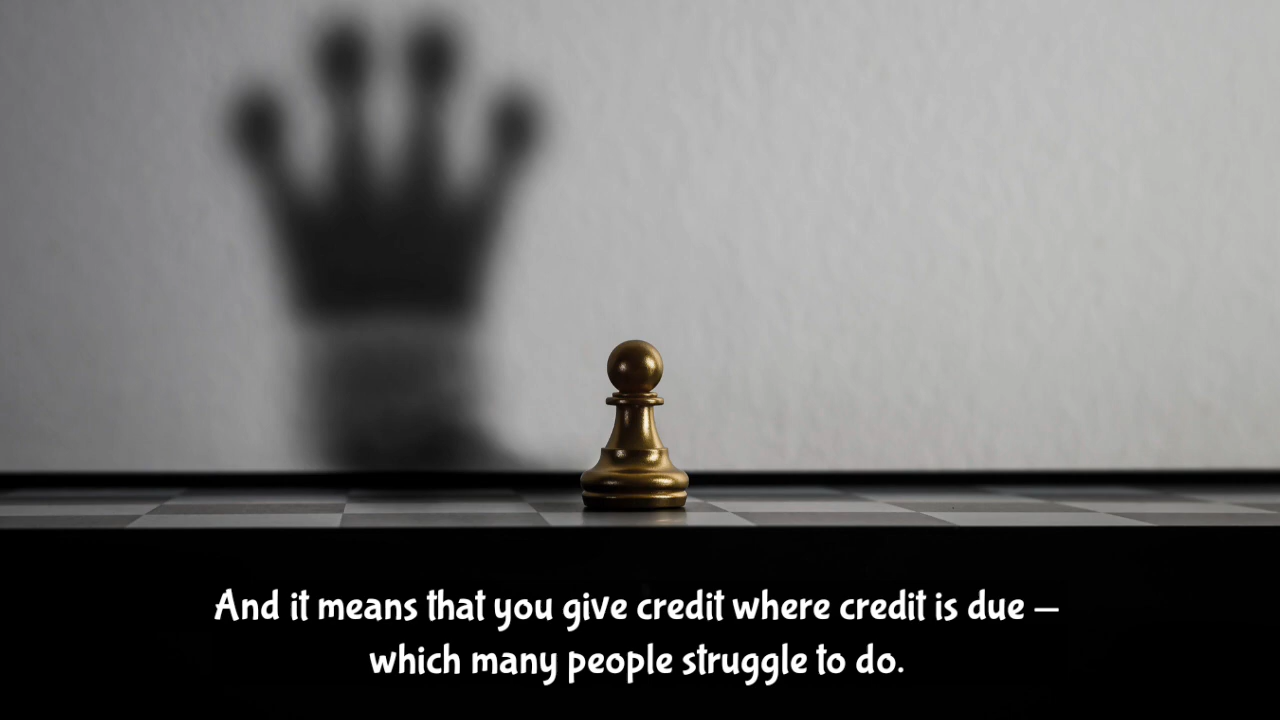 And it means that you give credit where credit is due —
which many people struggle to do.